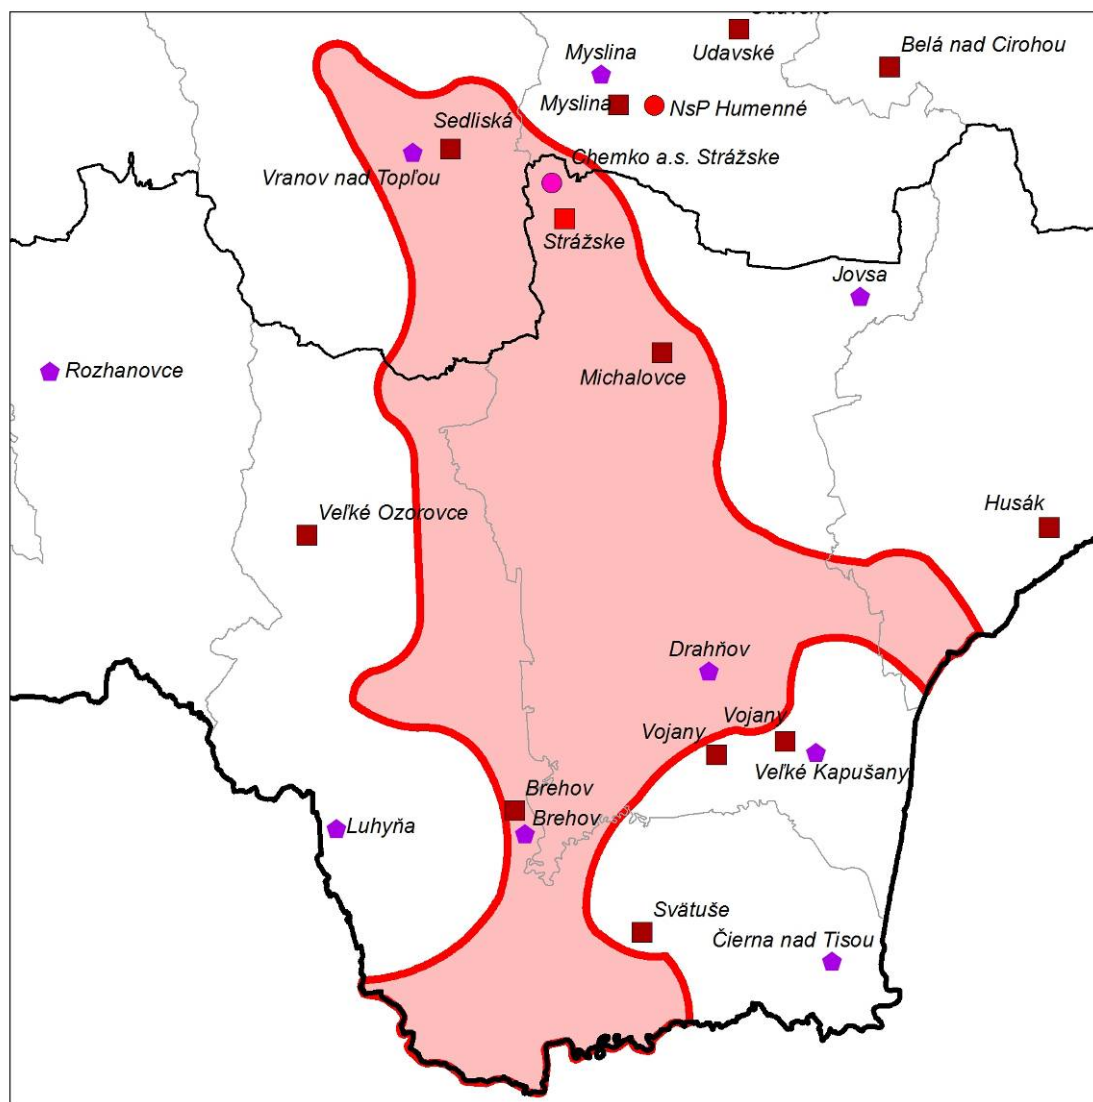 Udavské
Myslina
Udavské
Belá nad Cirohou
Myslina
NsP Humenné
Sedliská
Chemko a.s. Strážske
Vranov nad Topľou
Strážske
Jovsa
Rozhanovce
Michalovce
Veľké Ozorovce
Husák
Drahňov
Vojany
Vojany
Veľké Kapušany
Brehov
Brehov
Luhyňa
Svätuše
Čierna nad Tisou